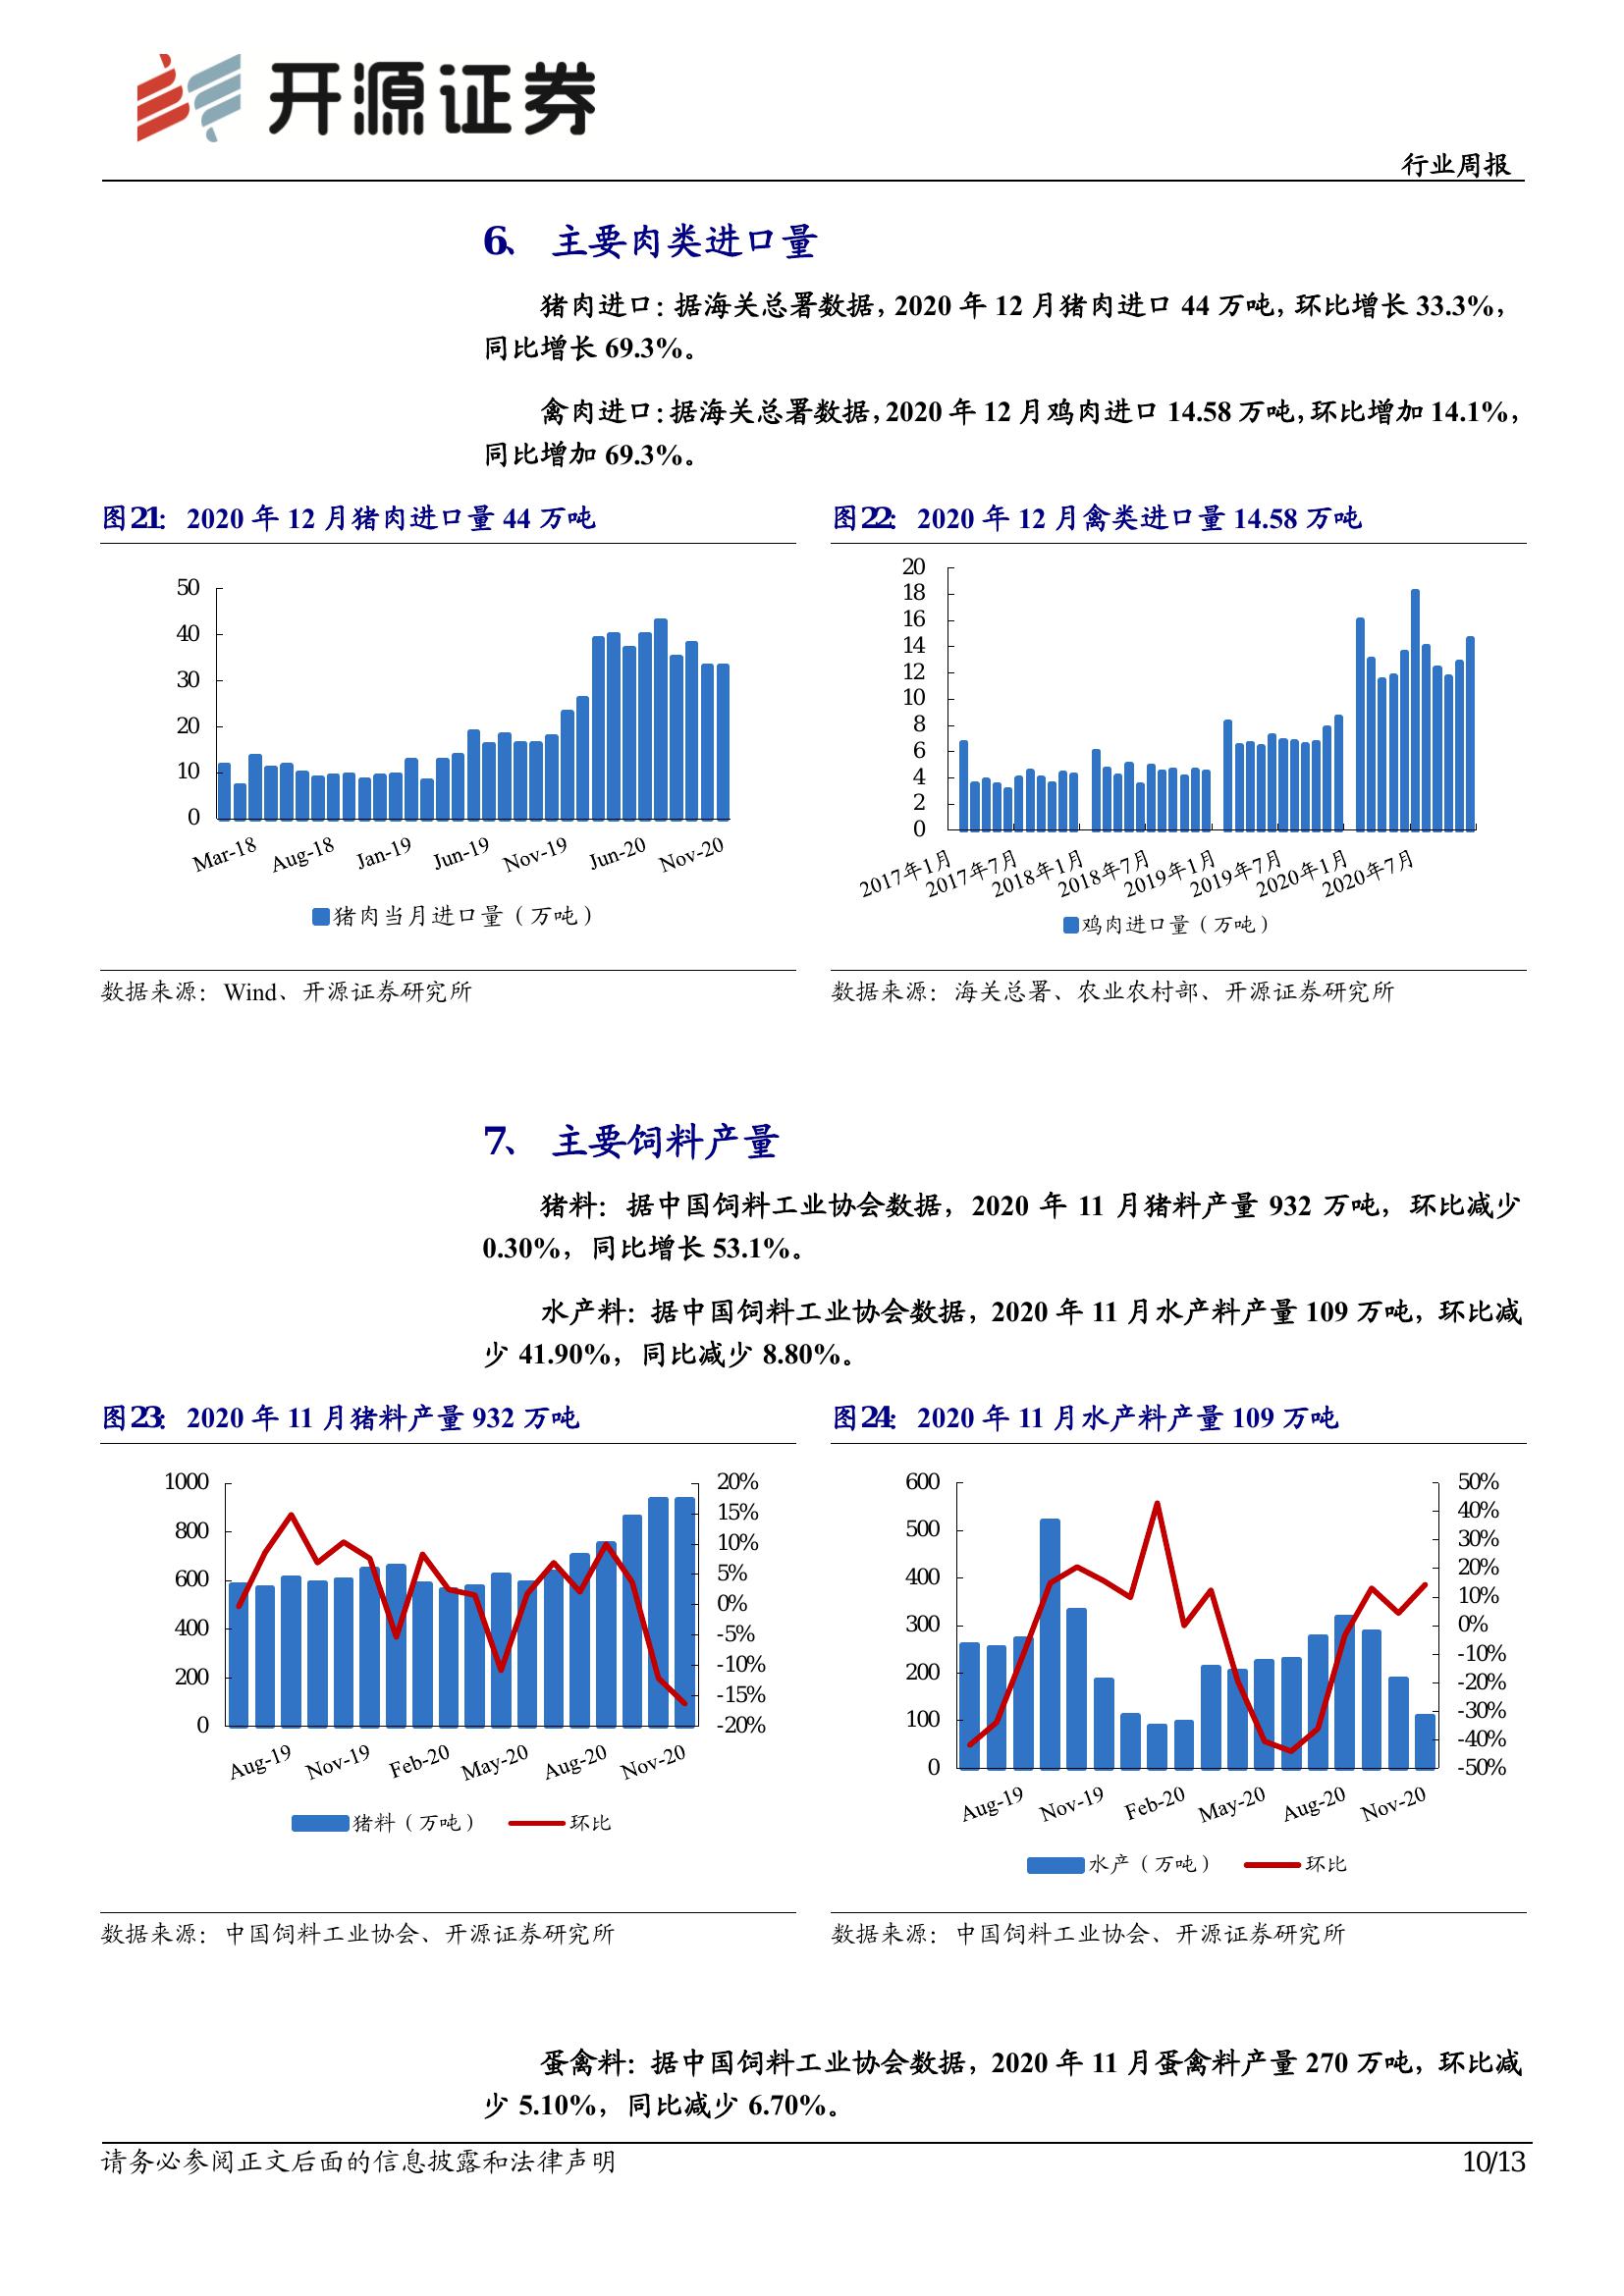 开源证券
行业周报
6、 主要肉类进口量
猪肉进口：据海关总署数据，2020 年 12 月猪肉进口 44 万吨，环比增长 33.3%，
同比增长 69.3%。
禽肉进口：据海关总署数据，2020 年 12 月鸡肉进口 14.58 万吨，环比增加 14.1%，
同比增加 69.3%。
图21： 2020 年 12 月猪肉进口量 44 万吨
50
40
30
20
10
0
Mar-18 Aug-18 Jan-19 Jun-19 Nov-19 Jun-20 Nov-20
猪肉当月进口量（万吨）
数据来源：Wind、开源证券研究所
图22： 2020 年 12 月禽类进口量 14.58 万吨
20
18
16
14
12
10
8
6
4
2
0
2017年1月 2017年7月 2018年1月 2018年7月 2019年1月 2019年7月 2020年1月 2020年7月
鸡肉进口量（万吨）
数据来源：海关总署、农业农村部、开源证券研究所
7、 主要饲料产量
猪料：据中国饲料工业协会数据，2020 年 11 月猪料产量 932 万吨，环比减少
0.30%，同比增长 53.1%。
水产料：据中国饲料工业协会数据，2020 年 11 月水产料产量 109 万吨，环比减
少 41.90%，同比减少 8.80%。
图23： 2020 年 11 月猪料产量 932 万吨
1000
800
600
400
200
0
20%
15%
10%
5%
0%
-5%
-10%
-15%
-20%
Aug-19 Nov-19 Feb-20 May-20 Aug-20 Nov-20
猪料（万吨） 环比
数据来源：中国饲料工业协会、开源证券研究所
图24： 2020 年 11 月水产料产量 109 万吨
600
500
400
300
200
100
0
50%
40%
30%
20%
10%
0%
-10%
-20%
-30%
-40%
-50%
Aug-19 Nov-19 Feb-20 May-20 Aug-20 Nov-20
水产（万吨） 环比
数据来源：中国饲料工业协会、开源证券研究所
蛋禽料：据中国饲料工业协会数据，2020 年 11 月蛋禽料产量 270 万吨，环比减
少 5.10%，同比减少 6.70%。
请务必参阅正文后面的信息披露和法律声明
10/13